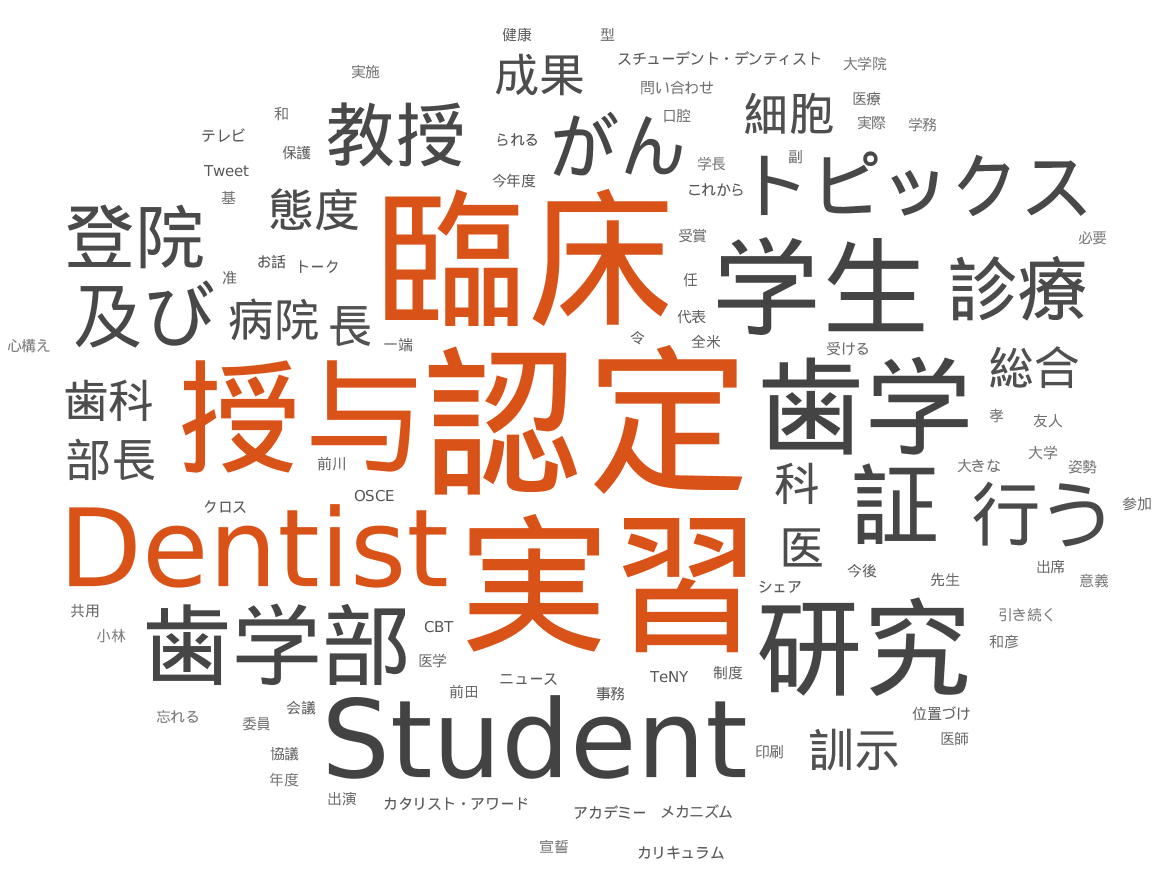 健康 型
成果 スチューデント・デンティスト 大学院
実施 問い合わせ
和 教授 がん 口腔 細胞 医療
テレビ 保護 られる 実際 学務
Tweet 今年度 学長 副 トピックス
基 態度 これから
登院 臨床 受賞 学生 必要
お話 トーク
准 任 診療
及び 病院 長 代表
心構え 一端 令 全米 受ける
歯科 授与 認定 歯学 総合
部長 前川 孝 友人
大きな 大学 姿勢
クロス OSCE 科 証 行う 参加
Dentist 実習 医 今後 出席
シェア 先生 意義
共用 歯学部 研究 引き続く
小林 CBT 和彦
医学
前田 ニュース 事務 TeNY 制度
忘れる 委員 会議 Student 位置づけ
協議 印刷 訓示 医師
年度
出演 カタリスト・アワード アカデミー メカニズム
宣誓 カリキュラム